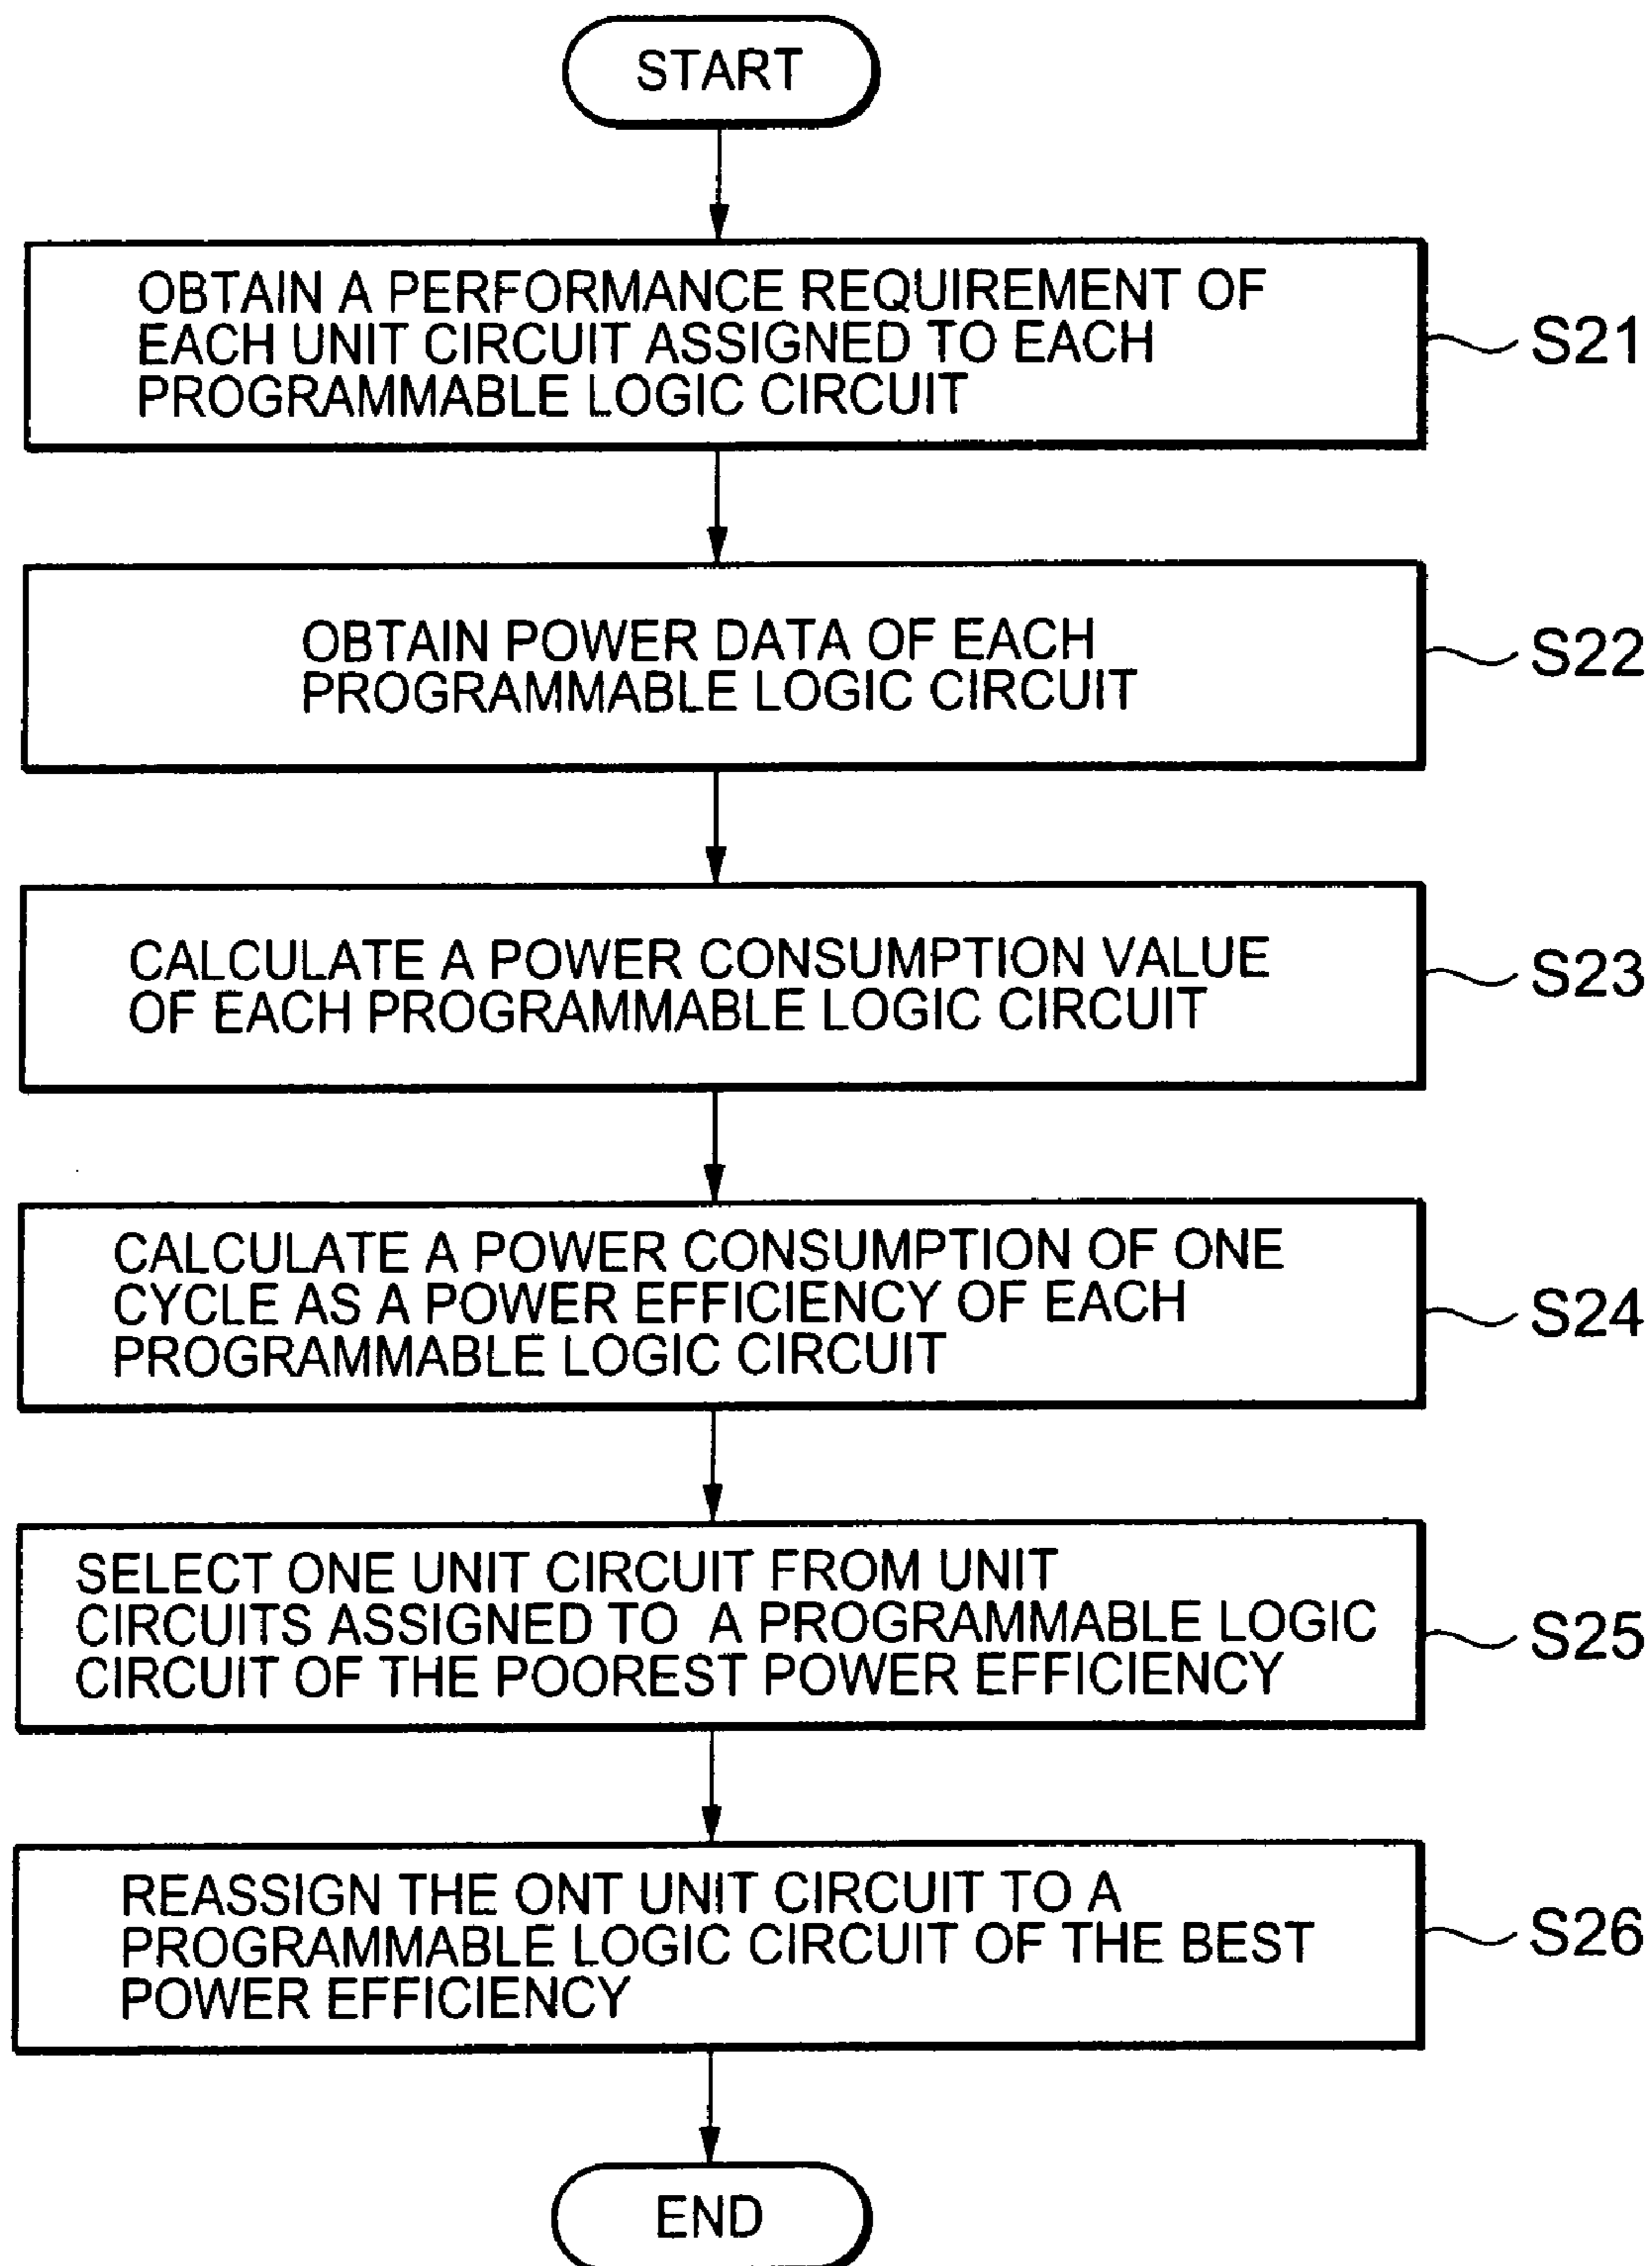 START
OBTAIN A PERFORMANCE REQUIREMENT OF
EACH UNIT CIRCUIT ASSIGNED TO EACH
PROGRAMMABLE LOGIC CIRCUIT
S21
OBTAIN POWER DATA OF EACH
PROGRAMMABLE LOGIC CIRCUIT
S22
CALCULATE A POWER CONSUMPTION VALUE
OF EACH PROGRAMMABLE LOGIC CIRCUIT
S23
CALCULATE A POWER CONSUMPTION OF ONE
CYCLE AS A POWER EFFICIENCY OF EACH
PROGRAMMABLE LOGIC CIRCUIT
S24
SELECT ONE UNIT CIRCUIT FROM UNIT
CIRCUITS ASSIGNED TO A PROGRAMMABLE LOGIC
CIRCUIT OF THE POOREST POWER EFFICIENCY
S25
REASSIGN THE ONT UNIT CIRCUIT TO A
PROGRAMMABLE LOGIC CIRCUIT OF THE BEST
POWER EFFICIENCY
S26
END